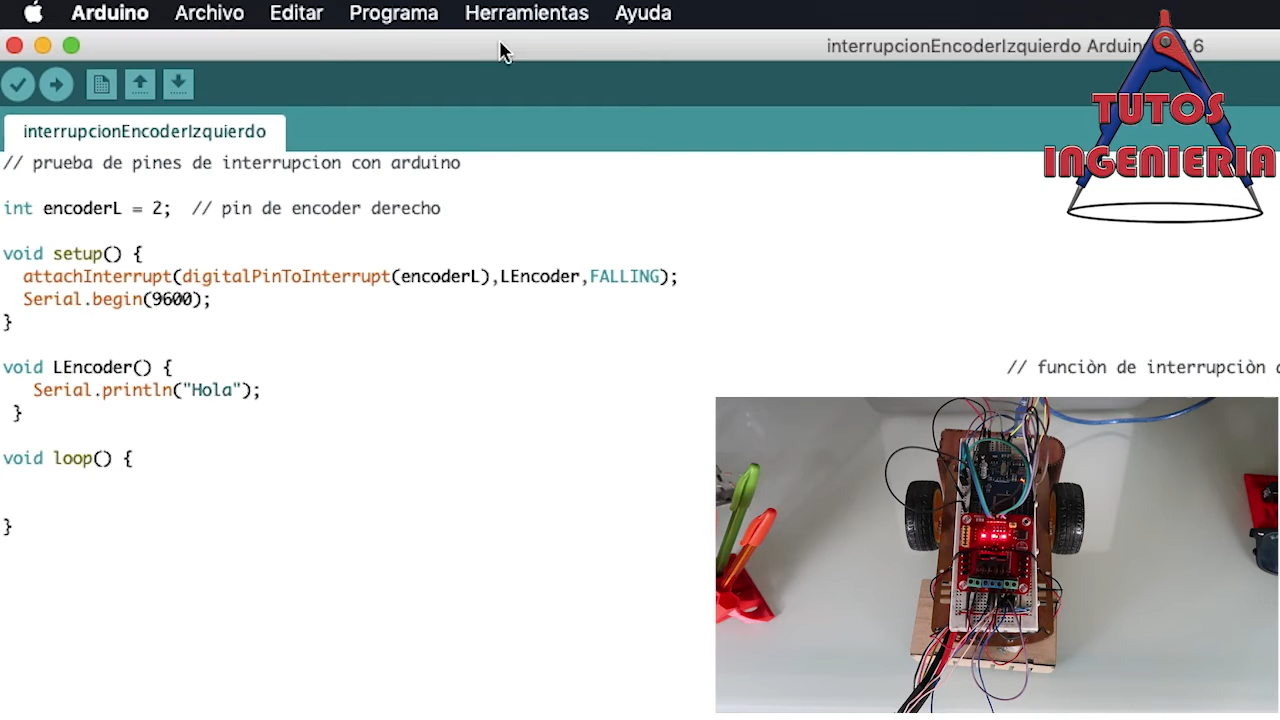 Arduino Archivo Editar Programa Herramientas Ayuda
interrupcionEncoderIzquierdo Arduin .6
TUTOS
INGENIERIA
interrupcionEncoderIzquierdo
// prueba de pines de interrupcion con arduino
int encoderL = 2;  // pin de encoder derecho
void setup() {
attachInterrupt(digitalPinToInterrupt(encoderL),LEncoder,FALLING);
Serial.begin(9600);
}
void LEncoder() { // funciòn de interrupciòn d
Serial.println("Hola");
}
void loop() {
}